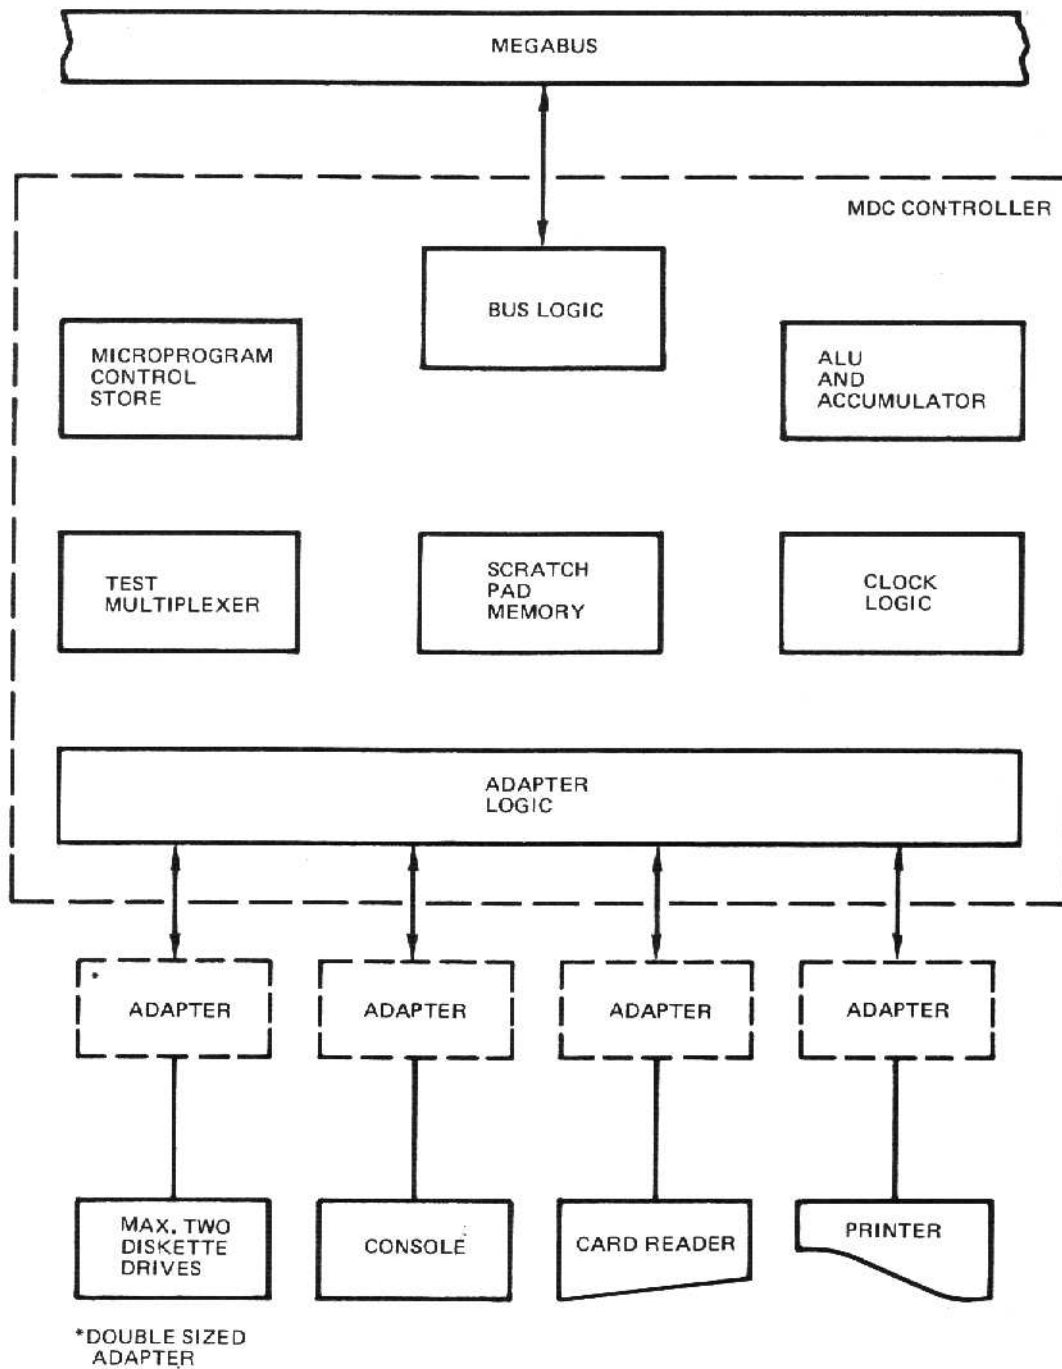 MEGABUS
MDC CONTROLLER
BUS LOGIC
MICROPROGRAM
CONTROL
STORE
ALU
AND
ACCUMULATOR
TEST
MULTIPLEXER
SCRATCH
PAD
MEMORY
CLOCK
LOGIC
ADAPTER
LOGIC
*
ADAPTER
ADAPTER
ADAPTER
ADAPTER
MAX. TWO
DISKETTE
DRIVES
CONSOLE
CARD READER
PRINTER
*DOUBLE SIZED
ADAPTER